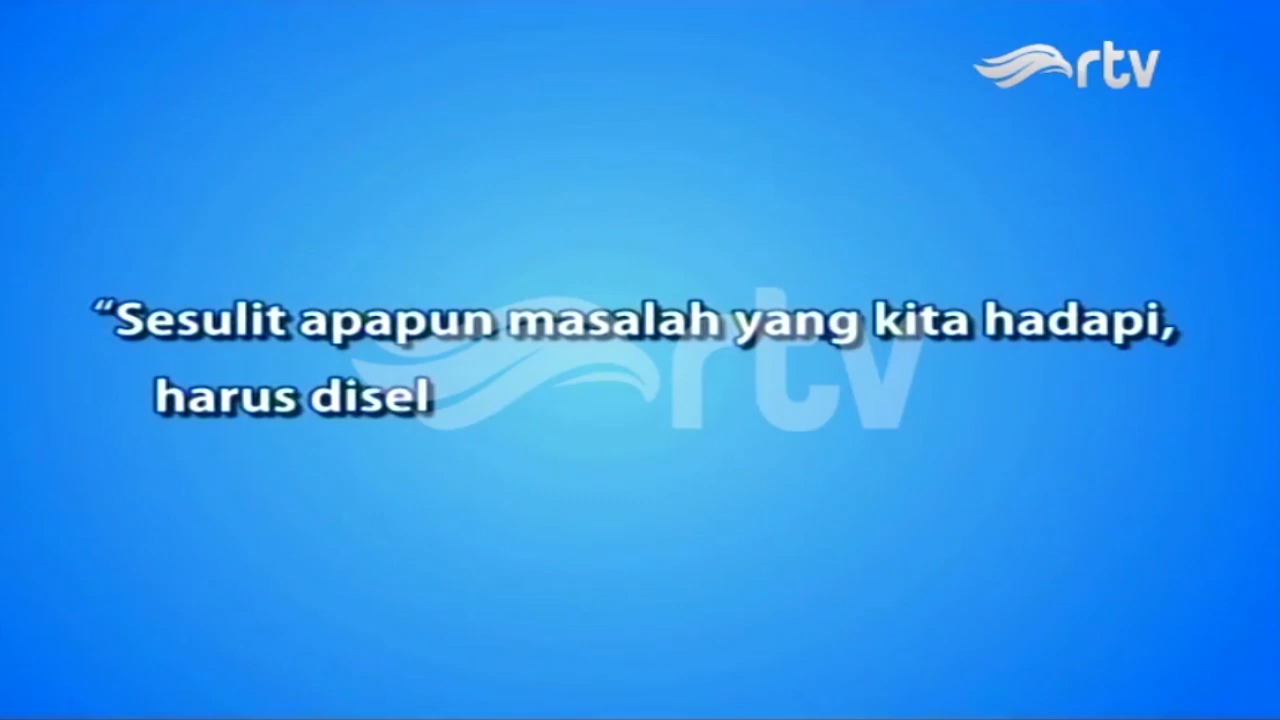 rtv
“Sesulit apapun masalah yang kita hadapi,
harus disel
rtv